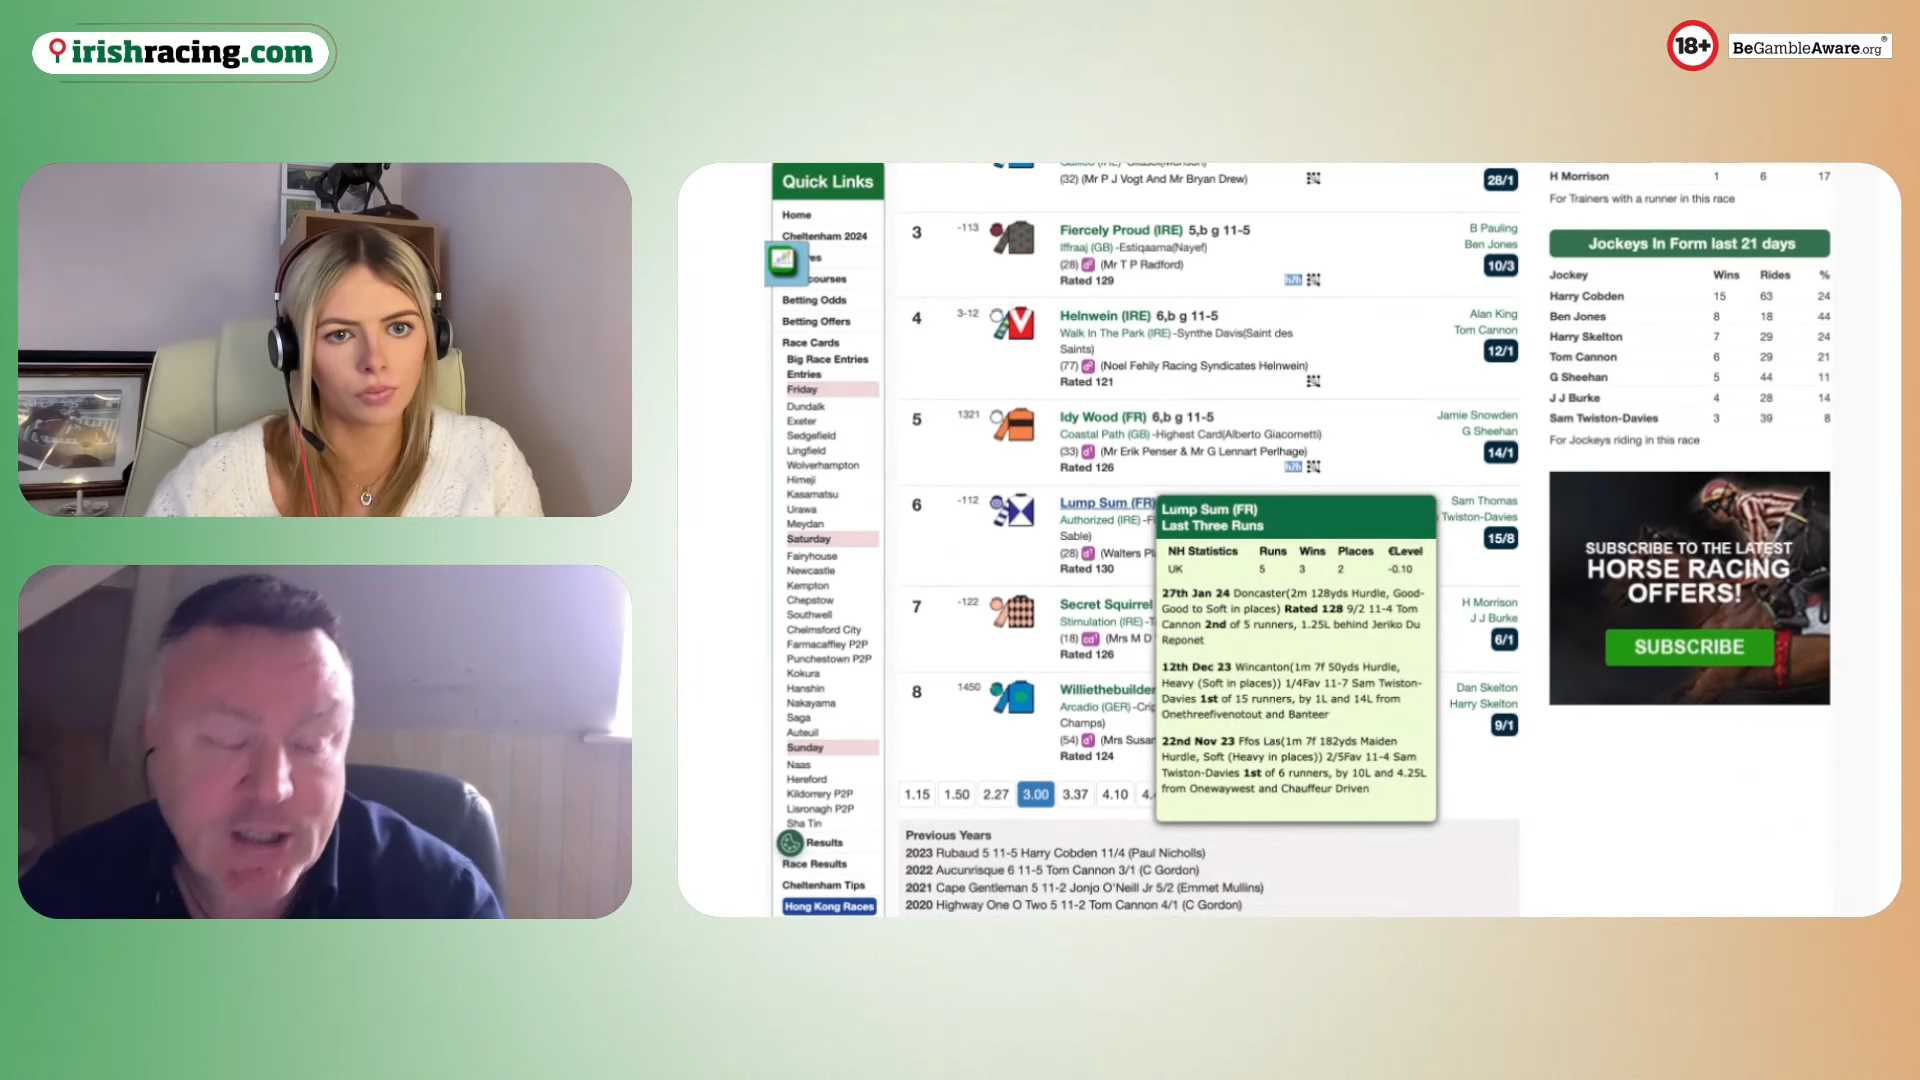 irishracing.com
18+
BeGambleAware.org®
Quick Links
Home
Cheltenham 2024
courses
Betting Odds
Betting Offers
Race Cards
Big Race Entries
Entries
Friday
Dundalk
Exeter
Sedgefield
Lingfield
Wolverhampton
Himeji
Kasamatsu
Urawa
Meydan
Saturday
Fairyhouse
Newcastle
Kempton
Chepstow
Southwell
Chelmsford City
Farmacaffley P2P
Punchestown P2P
Kokura
Hanshin
Nakayama
Saga
Auteuil
Sunday
Naas
Hereford
Kildorrery P2P
Lisronagh P2P
Sha Tin
Results
Race Results
Cheltenham Tips
Hong Kong Races
(32) (Mr P J Vogt And Mr Bryan Drew)
28/1
3 -113 Fiercely Proud (IRE) 5,b g 11-5
Iffraaj (GB) -Estiqaama(Nayef)
(28) d1 (Mr T P Radford)
Rated 129
h2h
B Pauling
Ben Jones
10/3
4 3-12 Helnwein (IRE) 6,b g 11-5
Walk In The Park (IRE) -Synthe Davis(Saint des
Saints)
(77) (Noel Fehily Racing Syndicates Helnwein)
Rated 121
Alan King
Tom Cannon
12/1
5 1321 Idy Wood (FR) 6,b g 11-5
Coastal Path (GB) -Highest Card(Alberto Giacometti)
(33) d1 (Mr Erik Penser & Mr G Lennart Perlhage)
Rated 126
h2h
Jamie Snowden
G Sheehan
14/1
6 -112 Lump Sum (FR)
Authorized (IRE) -F
Sable)
(28) d1 (Walters Pl
Rated 130
Sam Thomas
Twiston-Davies
15/8
7 -122 Secret Squirrel
Stimulation (IRE) -T
(18) cd1 (Mrs M D
Rated 126
H Morrison
J J Burke
6/1
8 1450 Williethebuilder
Arcadio (GER) -Crip
Champs)
(54) d1 (Mrs Susan
Rated 124
Dan Skelton
Harry Skelton
9/1
Lump Sum (FR)
Last Three Runs
NH Statistics Runs Wins Places €Level
UK 5 3 2 -0.10
27th Jan 24 Doncaster(2m 128yds Hurdle, Good-
Good to Soft in places) Rated 128 9/2 11-4 Tom
Cannon 2nd of 5 runners, 1.25L behind Jeriko Du
Reponet
12th Dec 23 Wincanton(1m 7f 50yds Hurdle,
Heavy (Soft in places)) 1/4Fav 11-7 Sam Twiston-
Davies 1st of 15 runners, by 1L and 14L from
Onethreefivenotout and Banteer
22nd Nov 23 Ffos Las(1m 7f 182yds Maiden
Hurdle, Soft (Heavy in places)) 2/5Fav 11-4 Sam
Twiston-Davies 1st of 6 runners, by 10L and 4.25L
from Onewaywest and Chauffeur Driven
1.15 1.50 2.27 3.00 3.37 4.10
Previous Years
2023 Rubaud 5 11-5 Harry Cobden 11/4 (Paul Nicholls)
2022 Aucunrisque 6 11-5 Tom Cannon 3/1 (C Gordon)
2021 Cape Gentleman 5 11-2 Jonjo O'Neill Jr 5/2 (Emmet Mullins)
2020 Highway One O Two 5 11-2 Tom Cannon 4/1 (C Gordon)
H Morrison 1 6 17
For Trainers with a runner in this race
Jockeys In Form last 21 days
Jockey Wins Rides %
Harry Cobden 15 63 24
Ben Jones 8 18 44
Harry Skelton 7 29 24
Tom Cannon 6 29 21
G Sheehan 5 44 11
J J Burke 4 28 14
Sam Twiston-Davies 3 39 8
For Jockeys riding in this race
SUBSCRIBE TO THE LATEST
HORSE RACING
OFFERS!
SUBSCRIBE